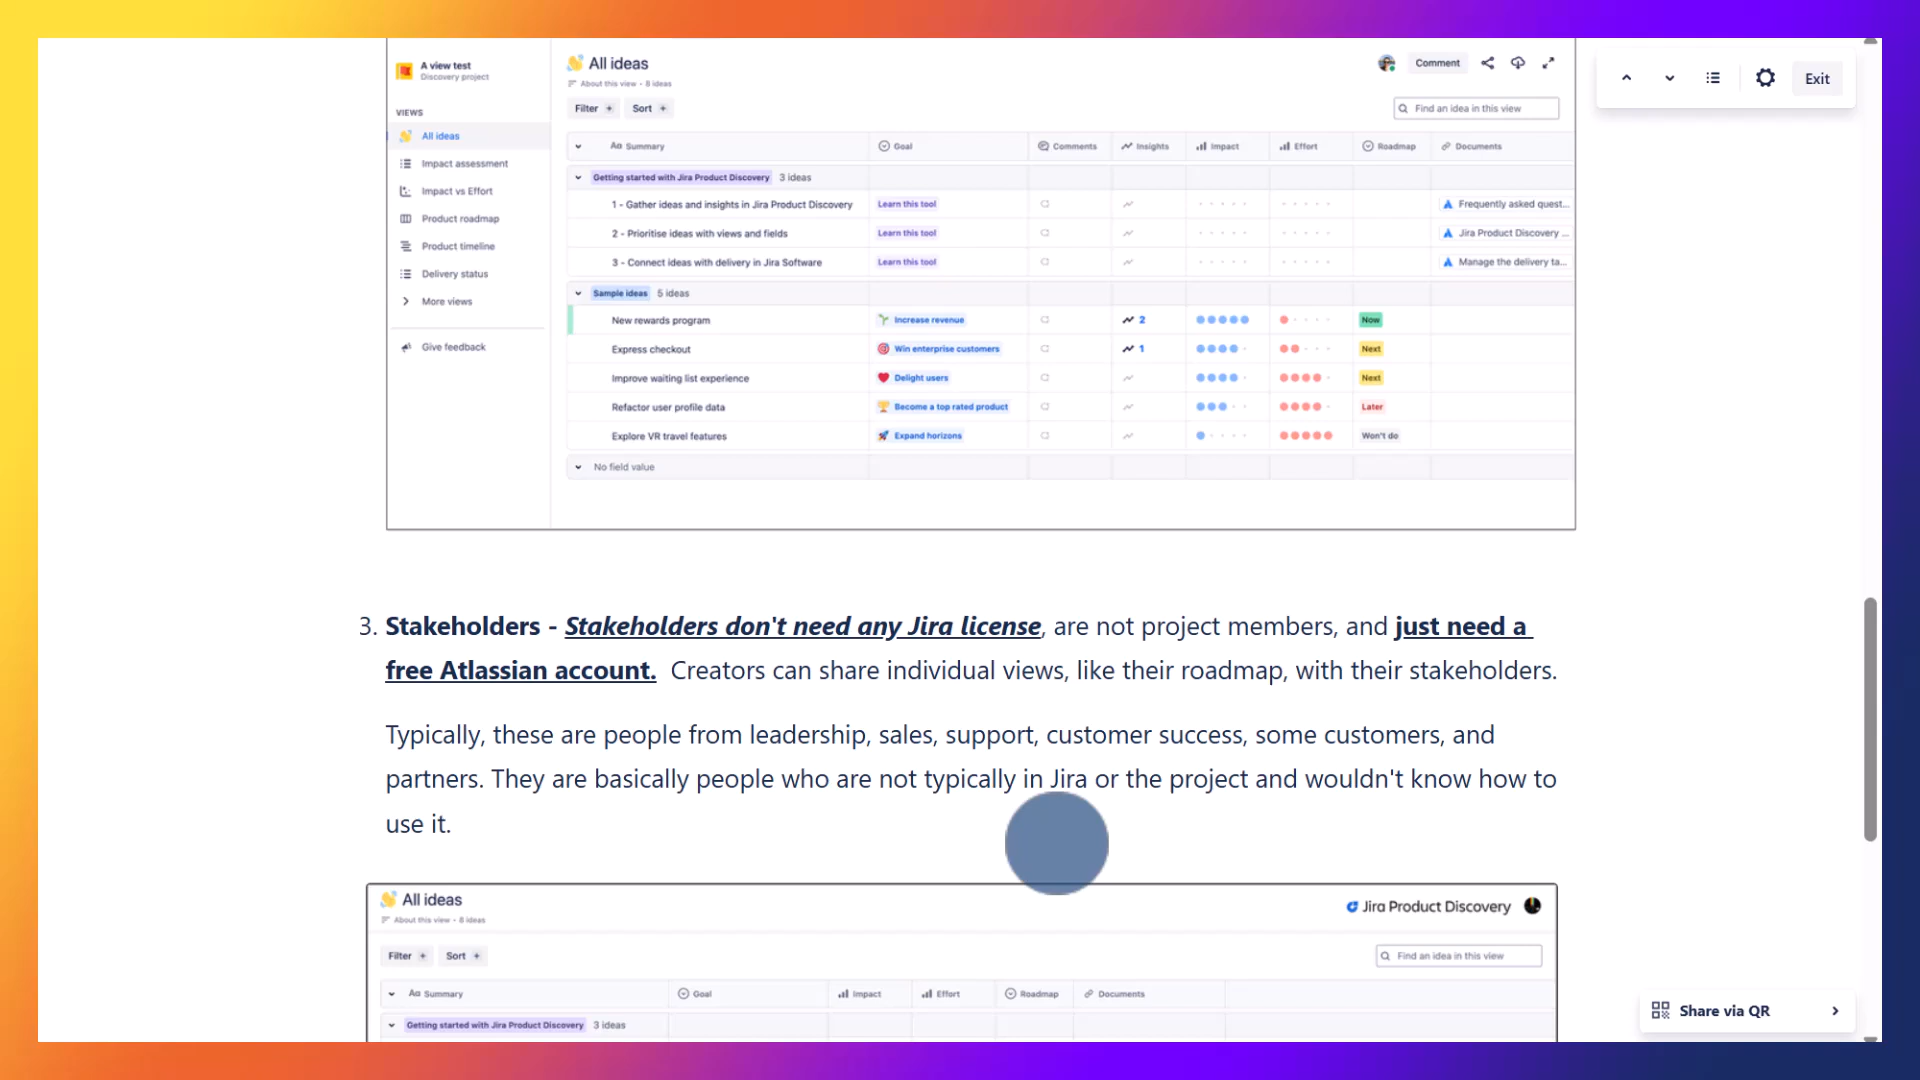 A view test
Discovery project
VIEWS
All ideas
Impact assessment
Impact vs Effort
Product roadmap
Product timeline
Delivery status
More views
Give feedback
All ideas
About this view • 8 ideas
Comment
Filter +
Sort +
Find an idea in this view
Aa Summary Goal Comments Insights Impact Effort Roadmap Documents
Getting started with Jira Product Discovery 3 ideas
1 - Gather ideas and insights in Jira Product Discovery Learn this tool Frequently asked quest...
2 - Prioritise ideas with views and fields Learn this tool Jira Product Discovery ...
3 - Connect ideas with delivery in Jira Software Learn this tool Manage the delivery ta...
Sample ideas 5 ideas
New rewards program Increase revenue 2 Now
Express checkout Win enterprise customers 1 Next
Improve waiting list experience Delight users Next
Refactor user profile data Become a top rated product Later
Explore VR travel features Expand horizons Won't do
No field value
Exit
3. Stakeholders - Stakeholders don't need any Jira license, are not project members, and just need a
free Atlassian account. Creators can share individual views, like their roadmap, with their stakeholders.
Typically, these are people from leadership, sales, support, customer success, some customers, and
partners. They are basically people who are not typically in Jira or the project and wouldn't know how to
use it.
All ideas
About this view • 8 ideas
Jira Product Discovery
Filter +
Sort +
Find an idea in this view
Aa Summary Goal Impact Effort Roadmap Documents
Getting started with Jira Product Discovery 3 ideas
Share via QR